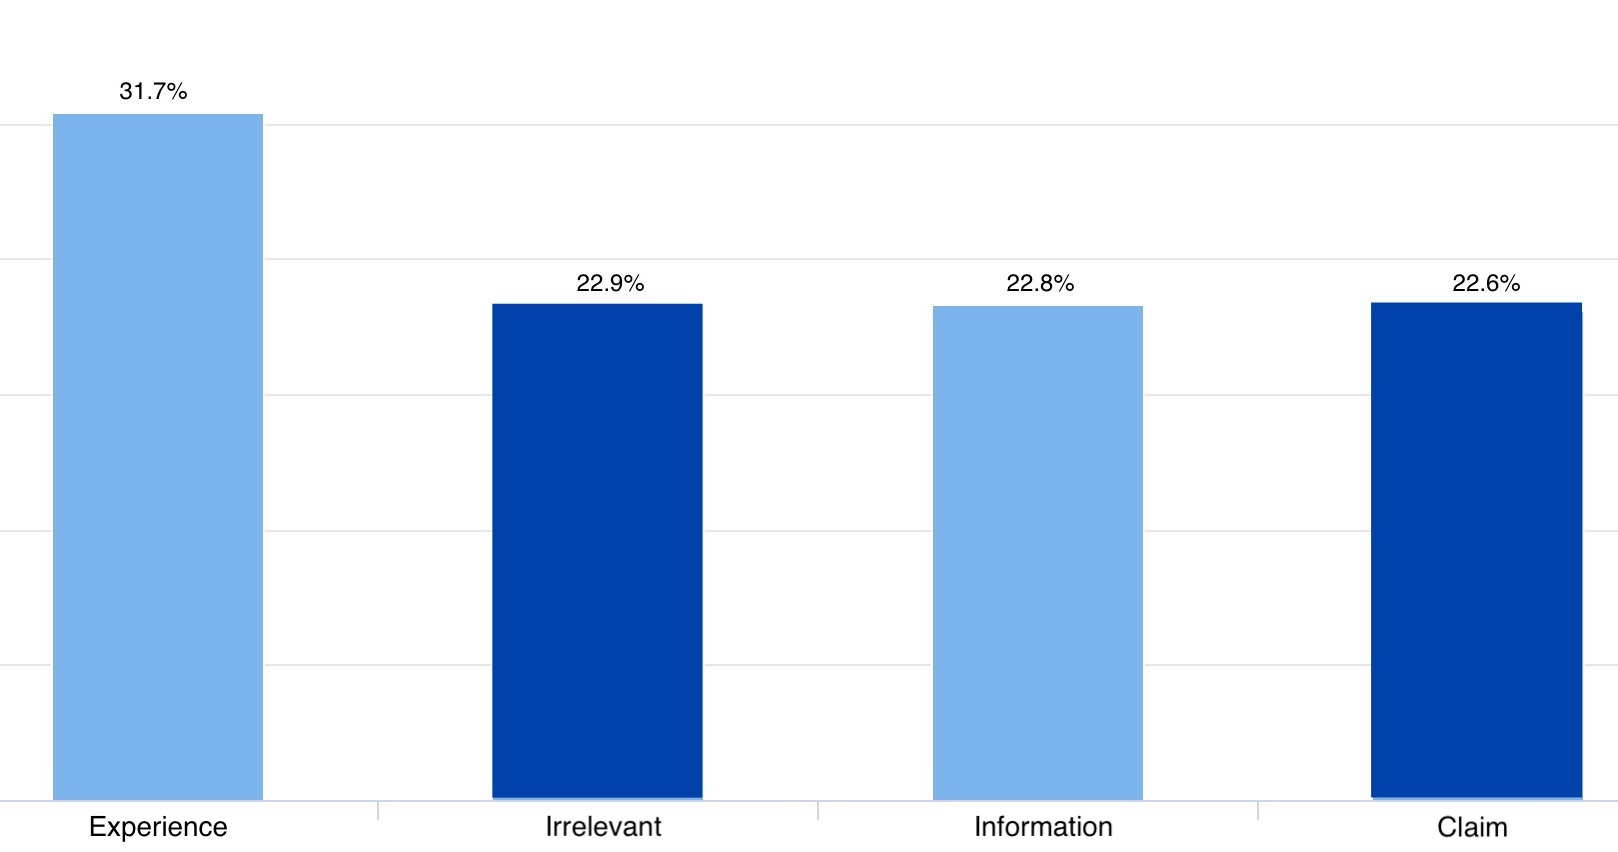 31.7%
22.9%
22.8%
22.6%
Experience
Irrelevant
Information
Claim